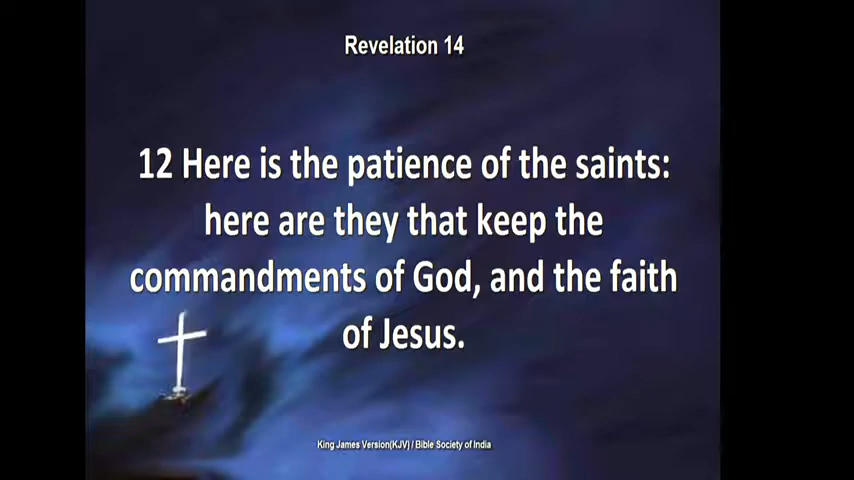 Revelation 14
12 Here is the patience of the saints:
here are they that keep the
commandments of God, and the faith
of Jesus.
King James Version(KJV) / Bible Society of India